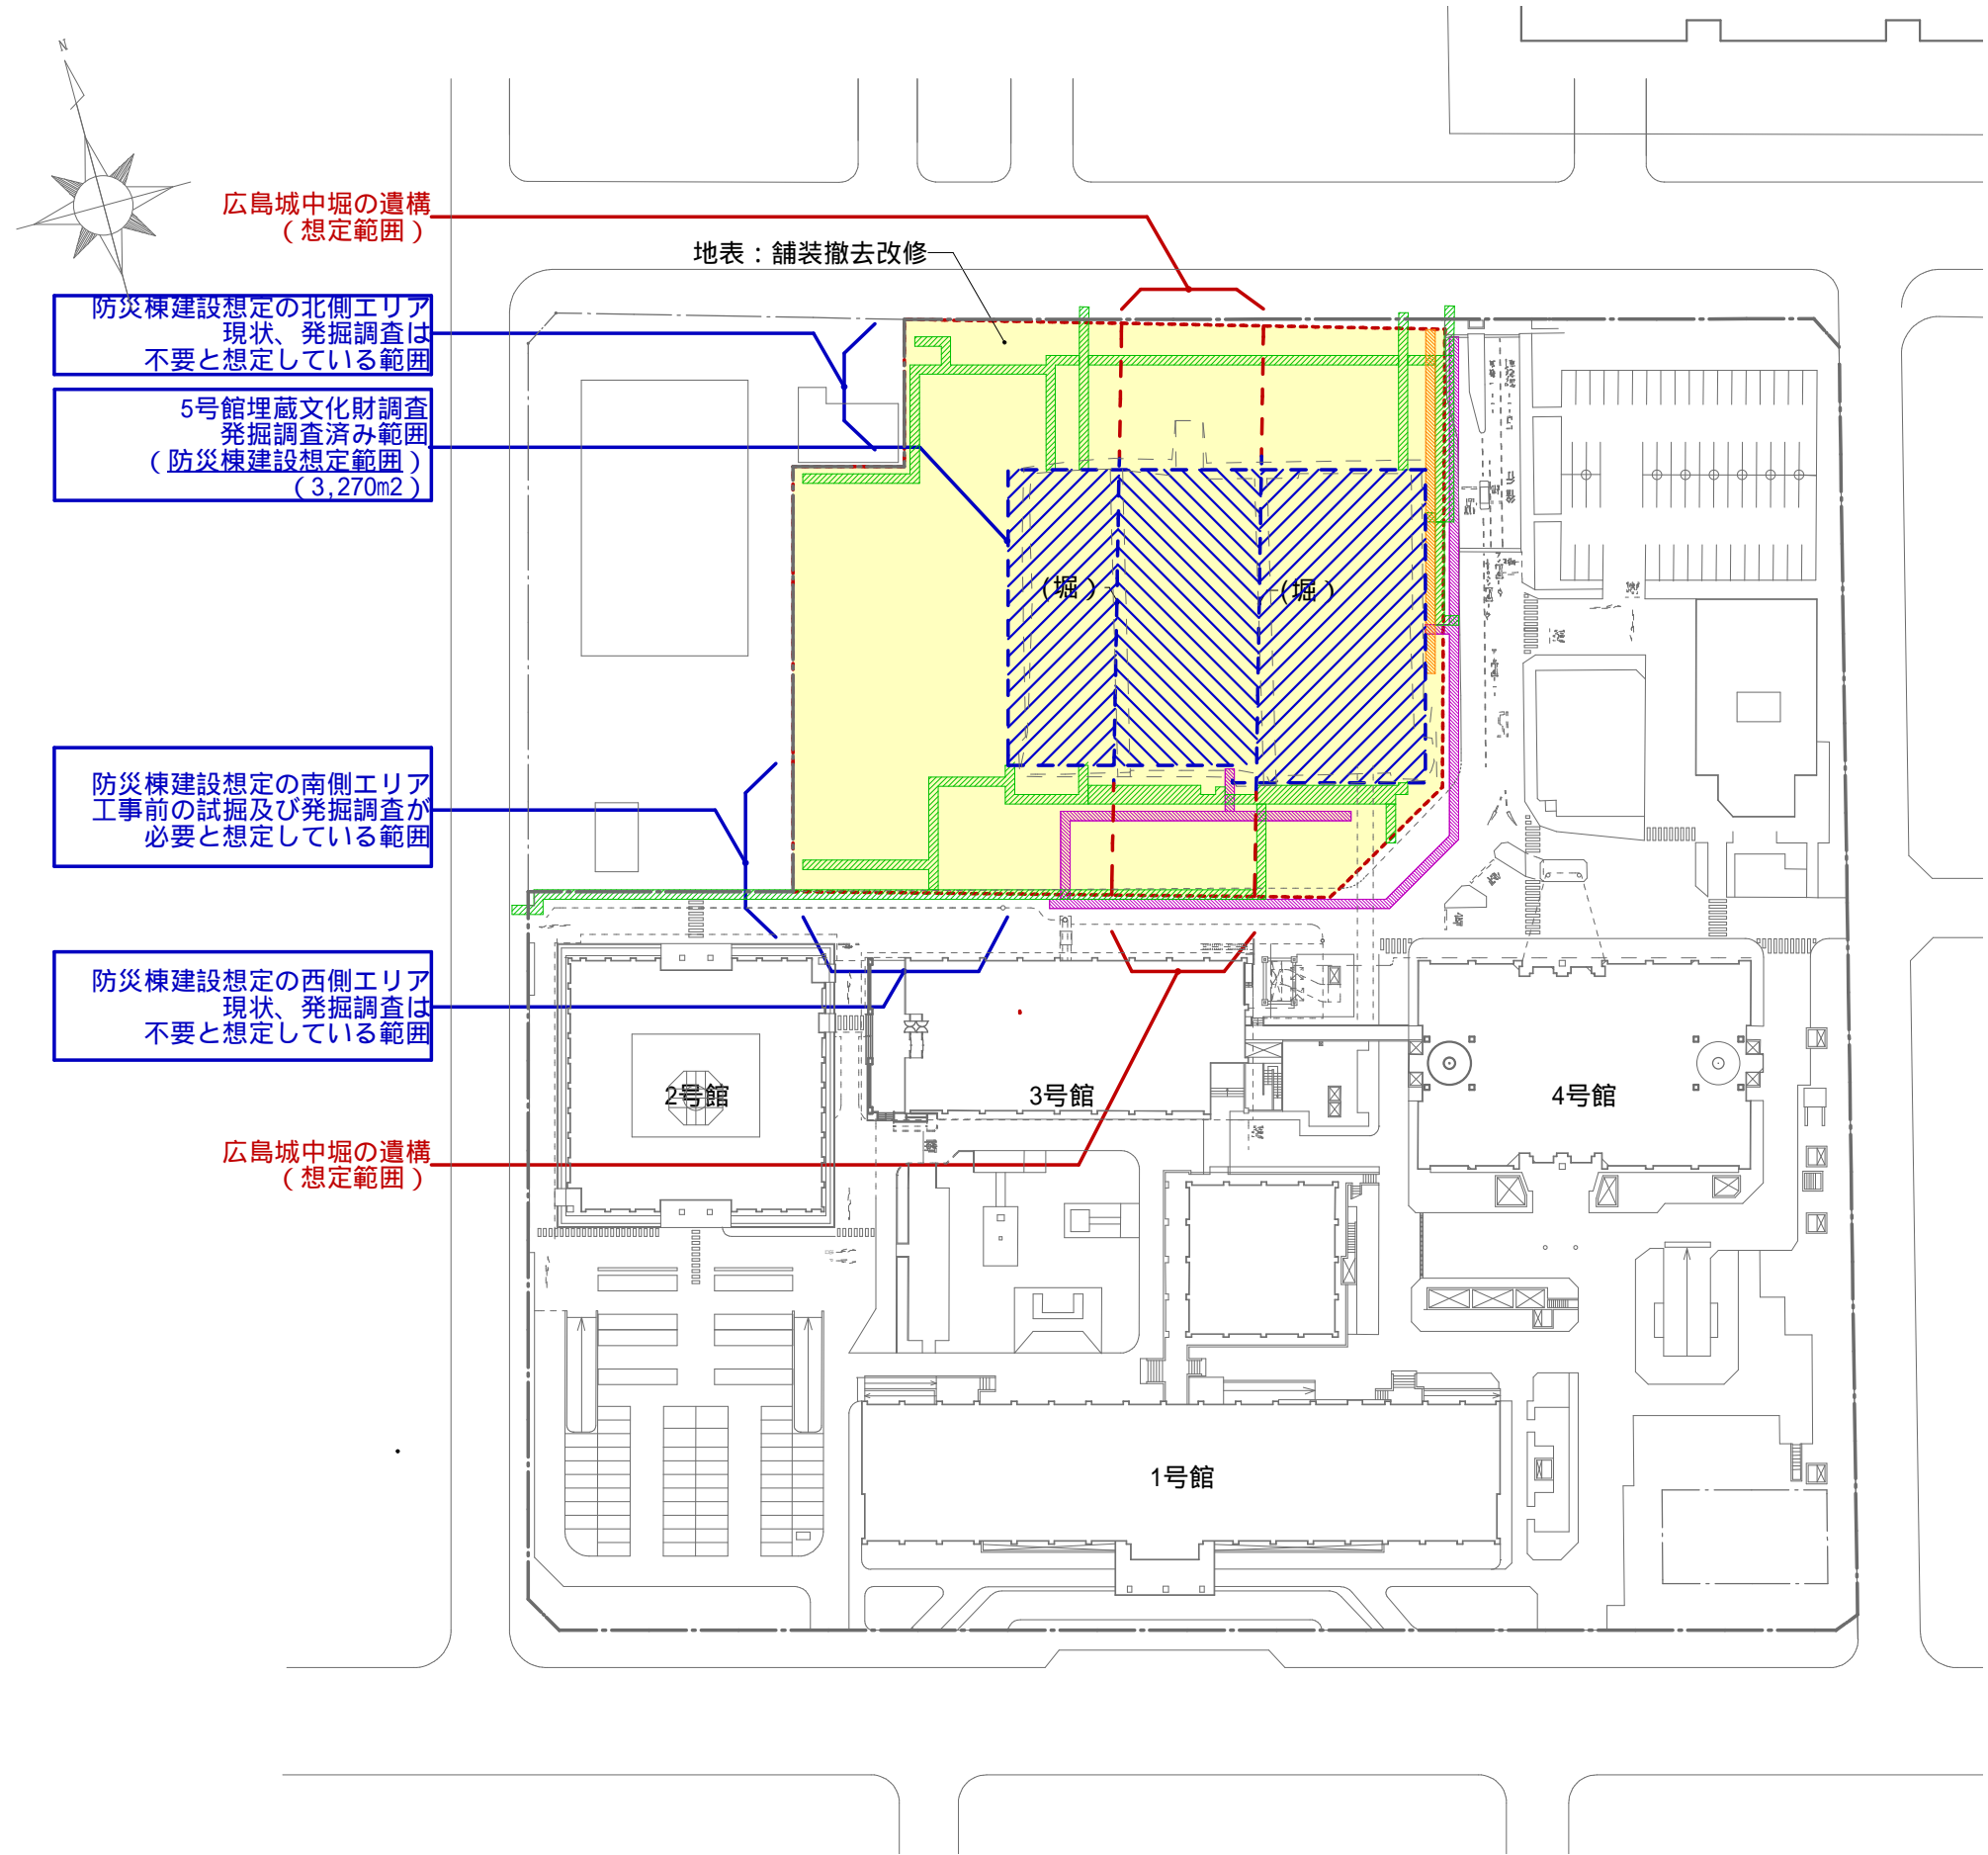 N
広島城中堀の遺構
（想定範囲）
地表：舗装撤去改修
防災棟建設想定の北側エリア
現状、発掘調査は
不要と想定している範囲
5号館埋蔵文化財調査
発掘調査済み範囲
（防災棟建設想定範囲）
（3,270m2）
（堀）
（堀）
防災棟建設想定の南側エリア
工事前の試掘及び発掘調査が
必要と想定している範囲
防災棟建設想定の西側エリア
現状、発掘調査は
不要と想定している範囲
2号館
3号館
4号館
広島城中堀の遺構
（想定範囲）
1号館